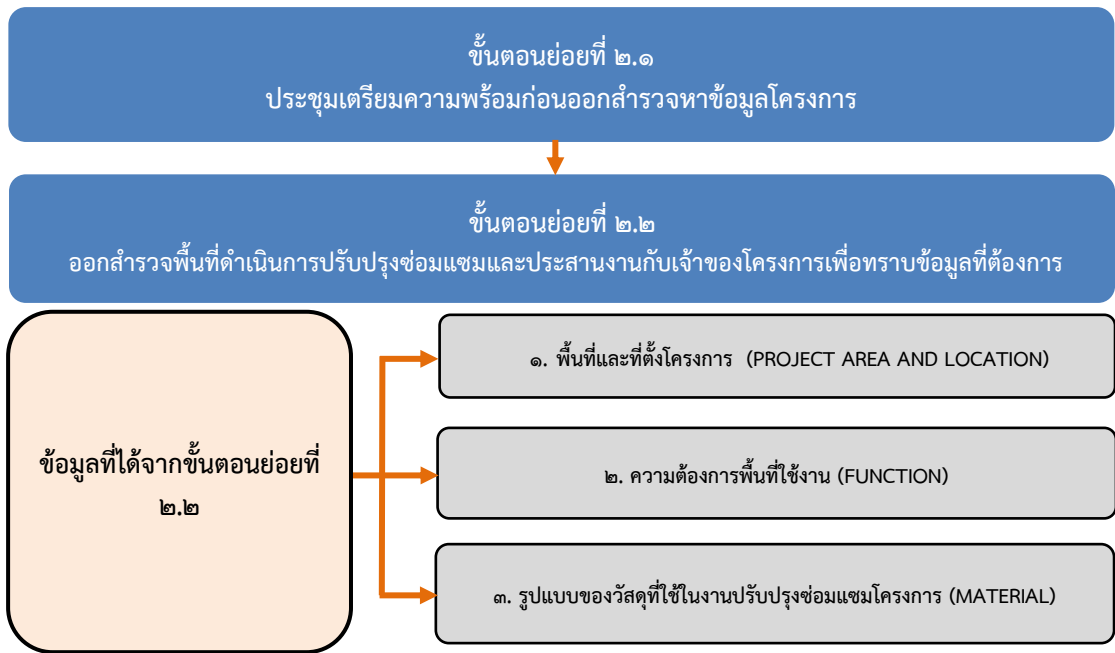 ขั้นตอนย่อยที่ ๒.๑
ประชุมเตรียมความพร้อมก่อนออกสำรวจหาข้อมูลโครงการ
ขั้นตอนย่อยที่ ๒.๒
ออกสำรวจพื้นที่ดำเนินการปรับปรุงซ่อมแซมและประสานงานกับเจ้าของโครงการเพื่อทราบข้อมูลที่ต้องการ
ข้อมูลที่ได้จากขั้นตอนย่อยที่
๒.๒
๑. พื้นที่และที่ตั้งโครงการ (PROJECT AREA AND LOCATION)
๒. ความต้องการพื้นที่ใช้งาน (FUNCTION)
๓. รูปแบบของวัสดุที่ใช้ในงานปรับปรุงซ่อมแซมโครงการ (MATERIAL)